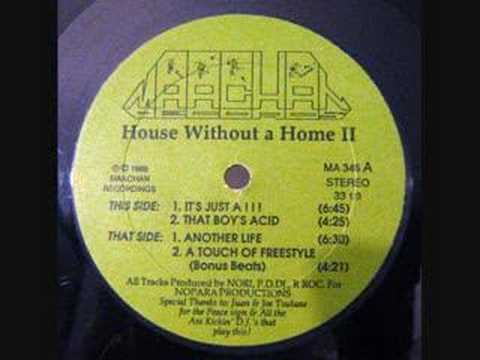 MAACHAN
House Without a Home II
℗© 1988
MAACHAN
RECORDINGS
MA 345 A
STEREO
33 1/3
THIS SIDE: 1. IT'S JUST A ! ! ! (6:45)
2. THAT BOY'S ACID (4:25)
THAT SIDE: 1. ANOTHER LIFE (6:30)
2. A TOUCH OF FREESTYLE
(Bonus Beats) (4:21)
All Tracks Produced by NORI, P.D.DJ., R ROC. For
NOPARA PRODUCTIONS
Special Thanks to: Juan & Joe Toutane
for the Peace sign & All the
Ass Kickin' D.J.'s that
play this!